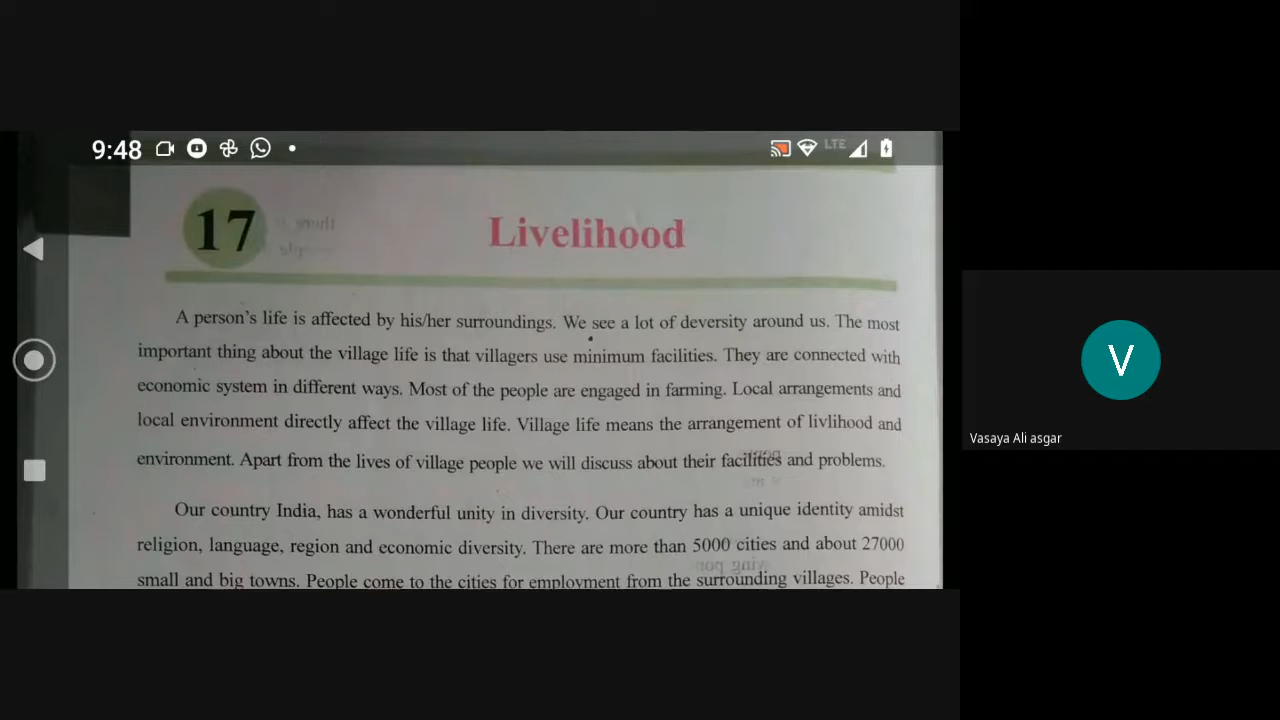 9:48
LTE
17
Livelihood
A person's life is affected by his/her surroundings. We see a lot of deversity around us. The most
important thing about the village life is that villagers use minimum facilities. They are connected with
economic system in different ways. Most of the people are engaged in farming. Local arrangements and
local environment directly affect the village life. Village life means the arrangement of livlihood and
environment. Apart from the lives of village people we will discuss about their facilities and problems.
Our country India, has a wonderful unity in diversity. Our country has a unique identity amidst
religion, language, region and economic diversity. There are more than 5000 cities and about 27000
small and big towns. People come to the cities for employment from the surrounding villages. People
V
Vasaya Ali asgar